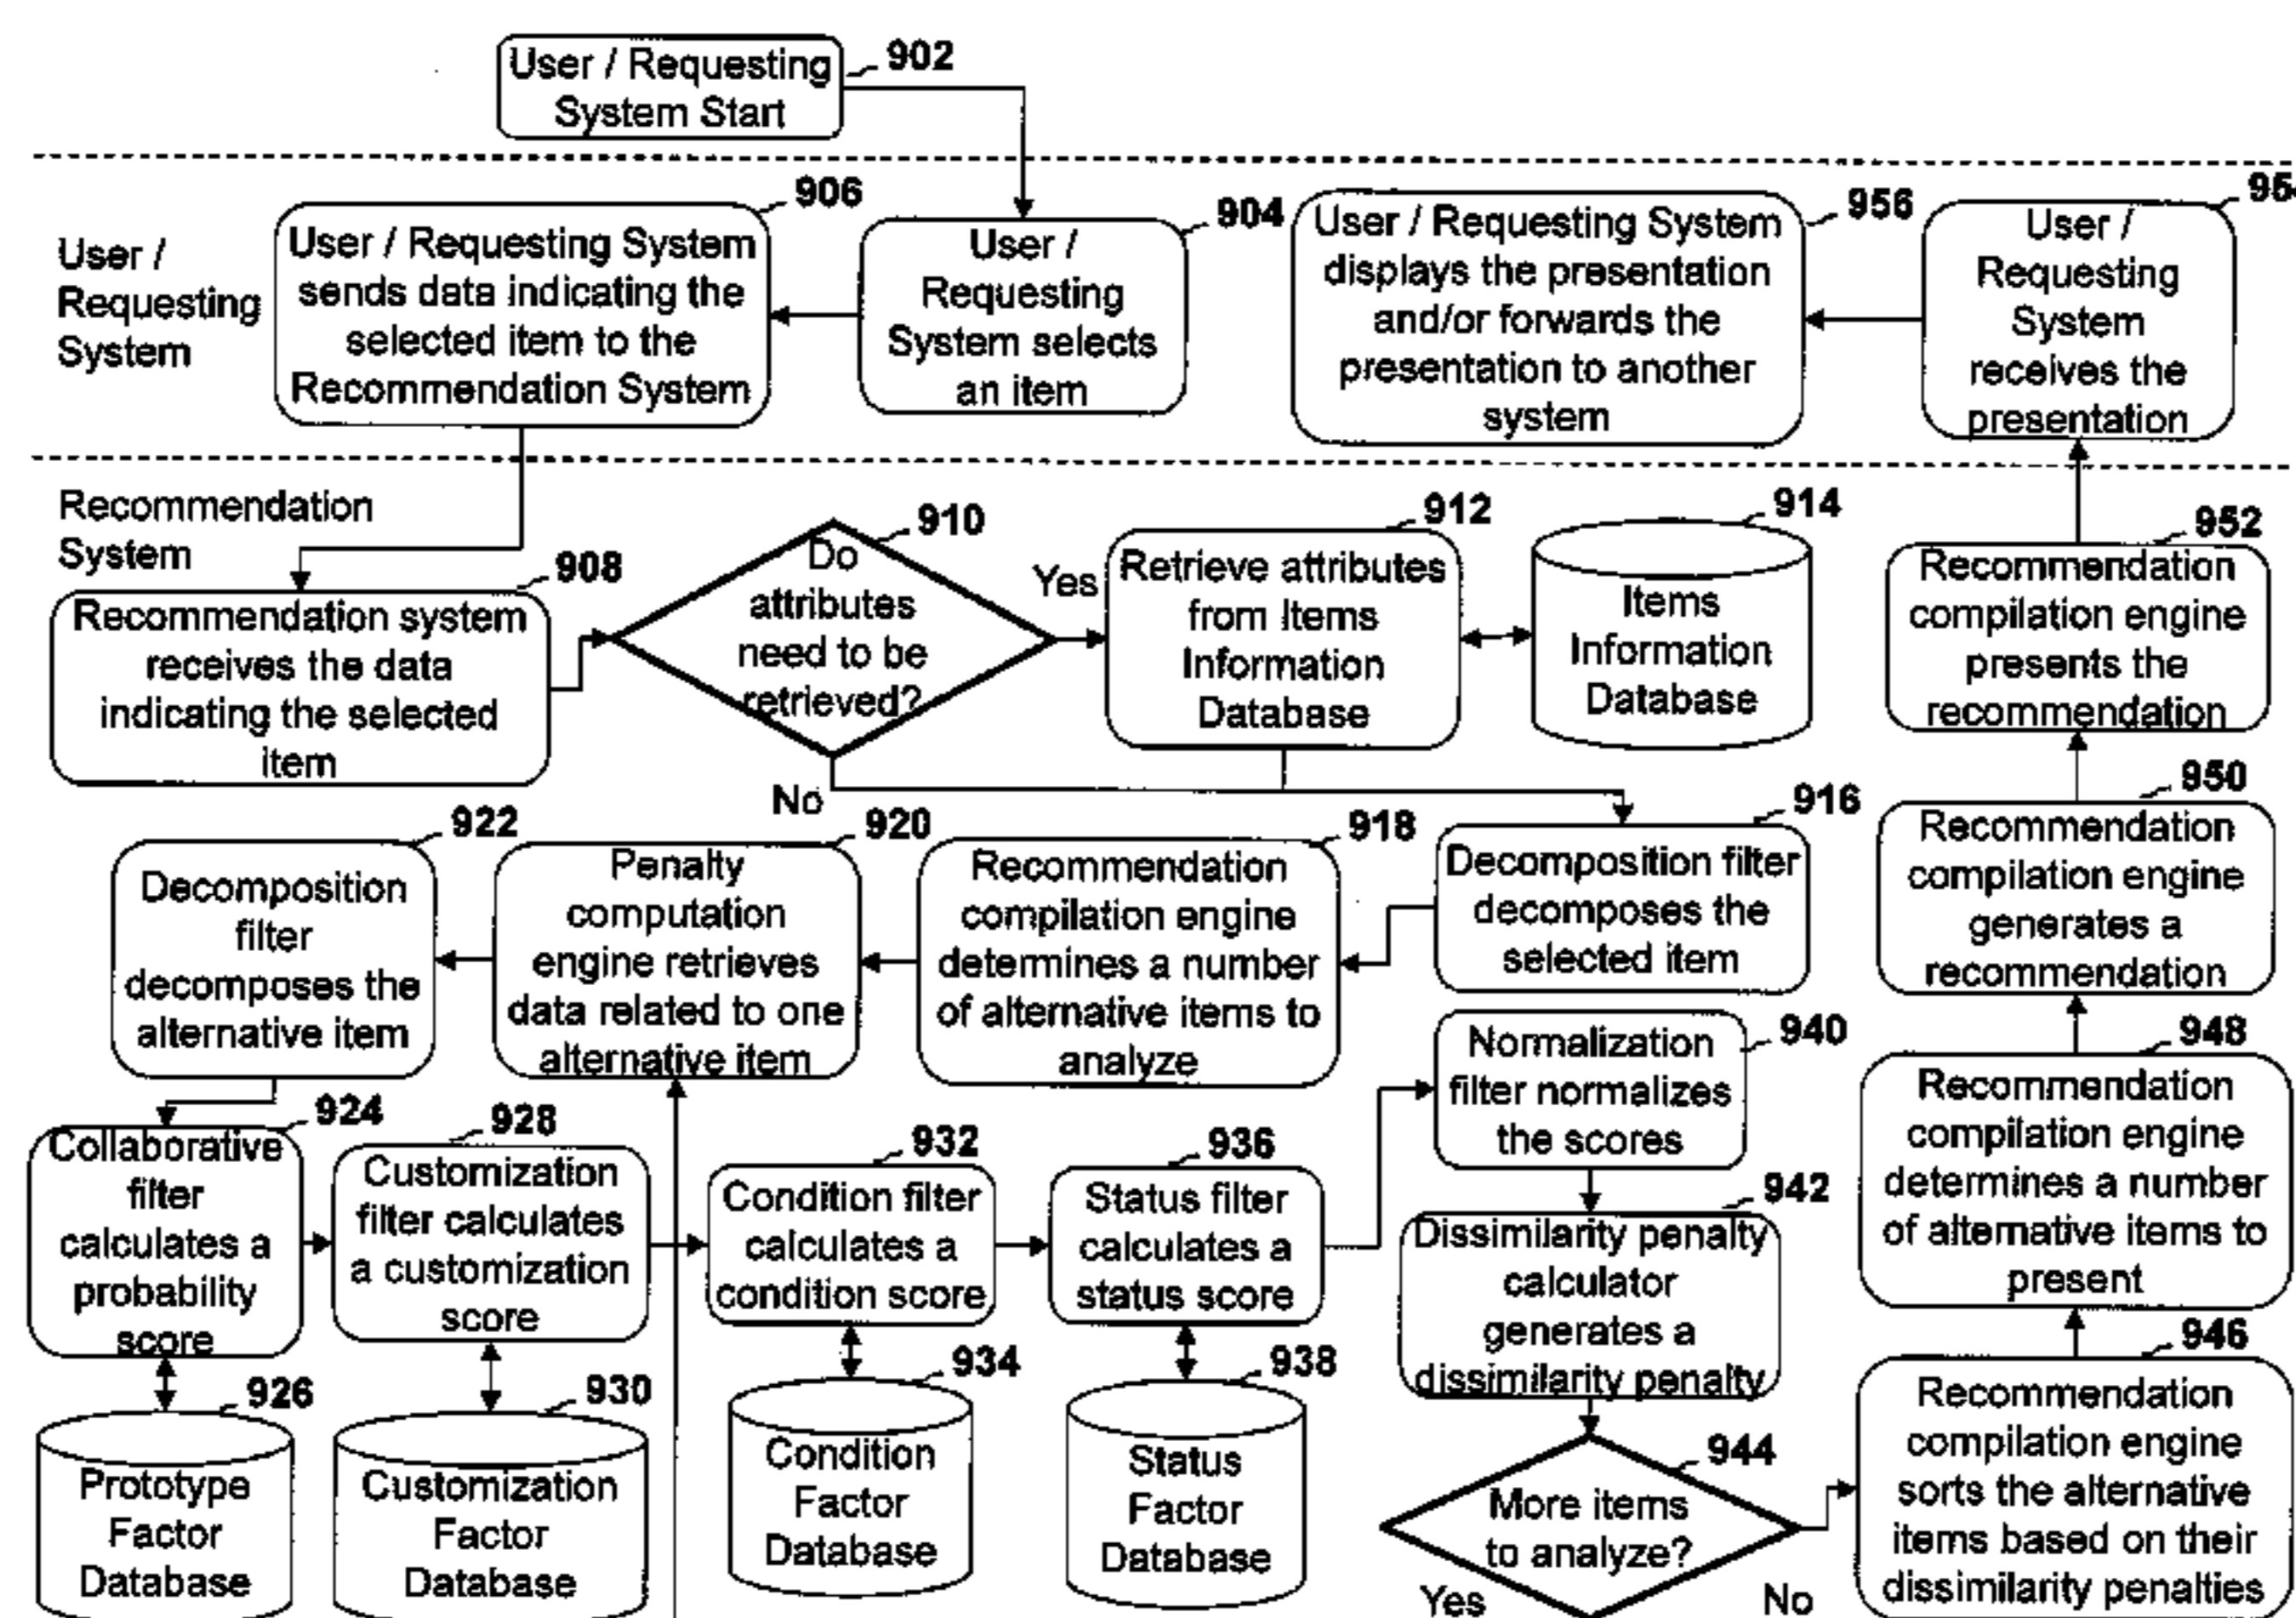 902
User / Requesting
System Start
User /
Requesting
System
906
User / Requesting System
sends data indicating the
selected item to the
Recommendation System
904
User /
Requesting
System selects
an item
956
User / Requesting System
displays the presentation
and/or forwards the
presentation to another
system
User /
Requesting
System
receives the
presentation
Recommendation
System
908
Recommendation system
receives the data
indicating the selected
item
910
Do
attributes
need to be
retrieved?
Yes
No
912
Retrieve attributes
from Items
Information
Database
914
Items
Information
Database
952
Recommendation
compilation engine
presents the
recommendation
950
Recommendation
compilation engine
generates a
recommendation
916
Decomposition filter
decomposes the
selected item
918
Recommendation
compilation engine
determines a number
of alternative items to
analyze
920
Penalty
computation
engine retrieves
data related to one
alternative item
922
Decomposition
filter
decomposes the
alternative item
924
Collaborative
filter
calculates a
probability
score
926
Prototype
Factor
Database
928
Customization
filter calculates
a customization
score
930
Customization
Factor
Database
932
Condition filter
calculates a
condition score
934
Condition
Factor
Database
936
Status filter
calculates a
status score
938
Status
Factor
Database
940
Normalization
filter normalizes
the scores
942
Dissimilarity penalty
calculator
generates a
dissimilarity penalty
944
More items
to analyze?
Yes
No
948
Recommendation
compilation engine
determines a number
of alternative items to
present
946
Recommendation
compilation engine
sorts the alternative
items based on their
dissimilarity penalties